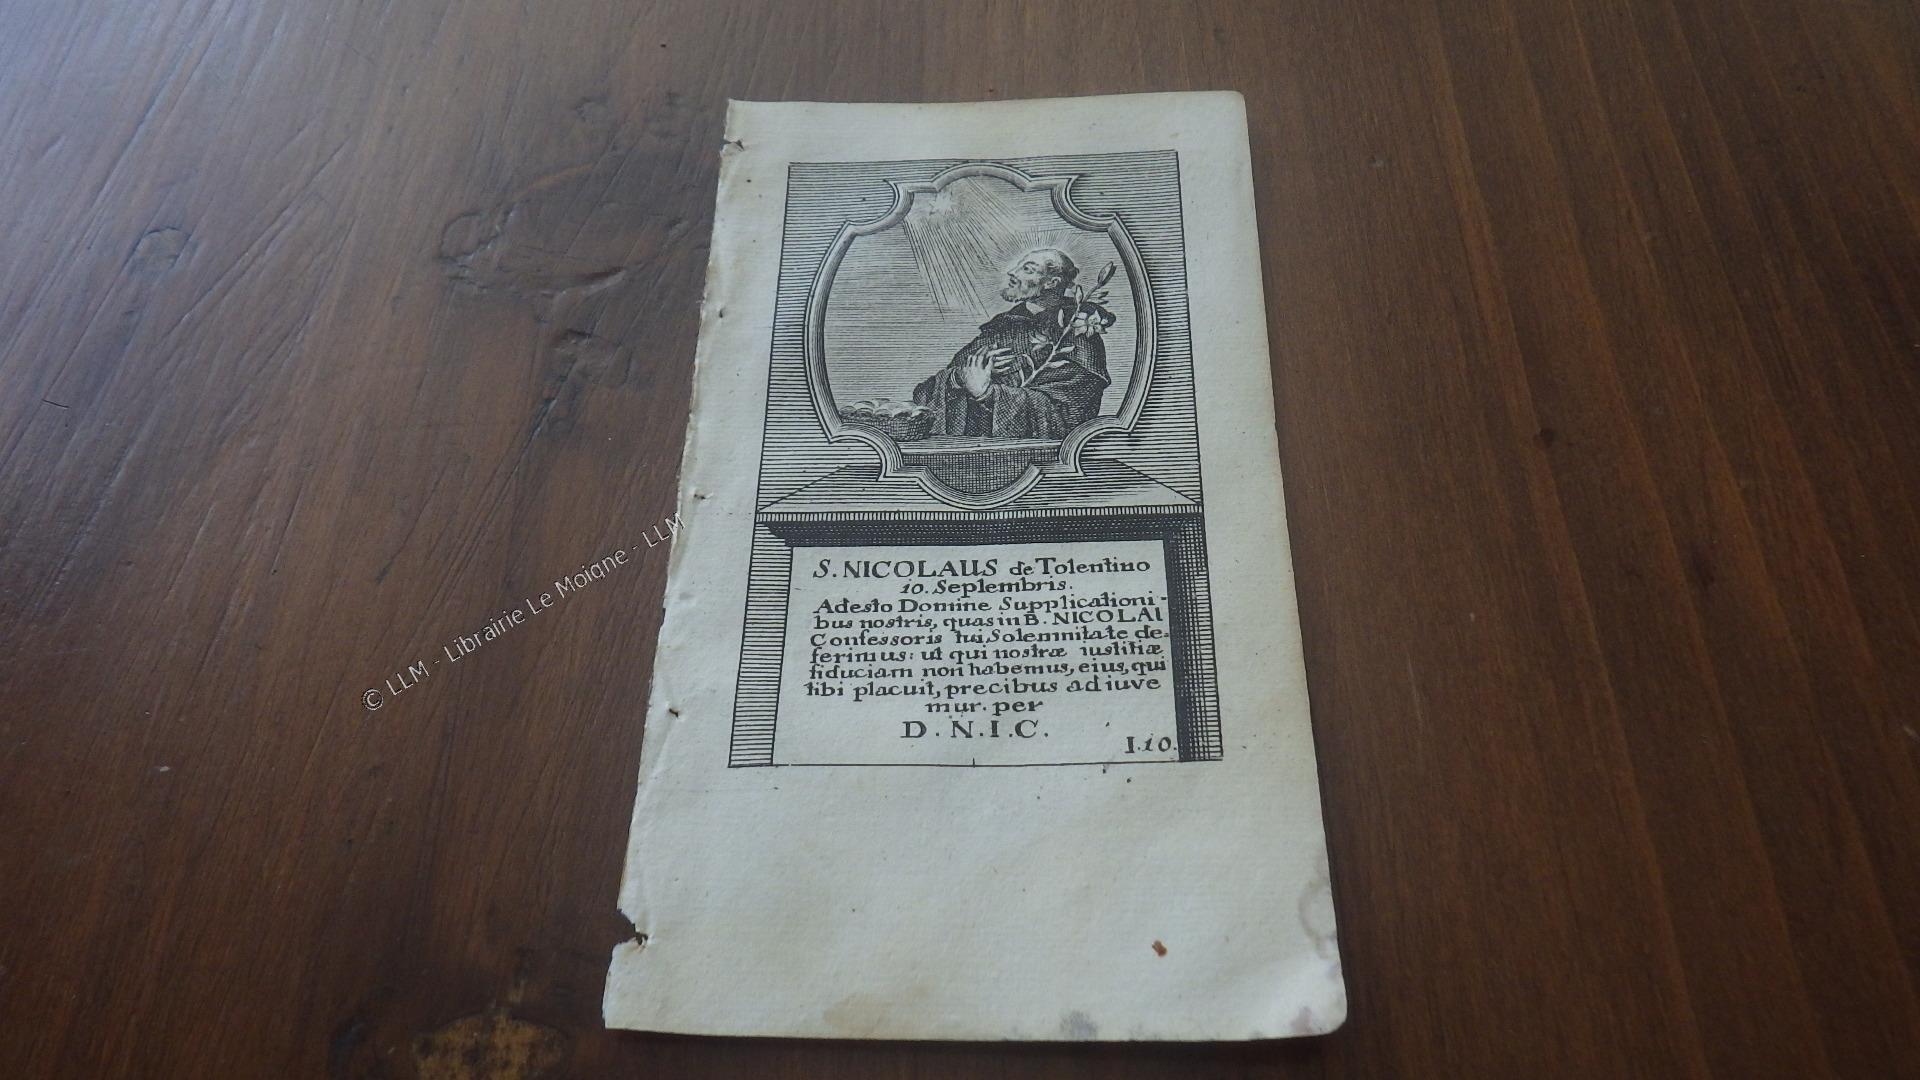 S. NICOLAUS de Tolentino
10. Septembris.
Adesto Domine Supplicationi-
bus nostris, quas in B. NICOLAI
Confessoris tui Solemnitate de=
ferimus: ut qui nostræ iustitiæ
fiduciam non habemus, eius, qui
tibi placuit, precibus adiuve
mur. per
D. N. I. C.
I.10.
© LLM - Librairie Le Moigne - LLM